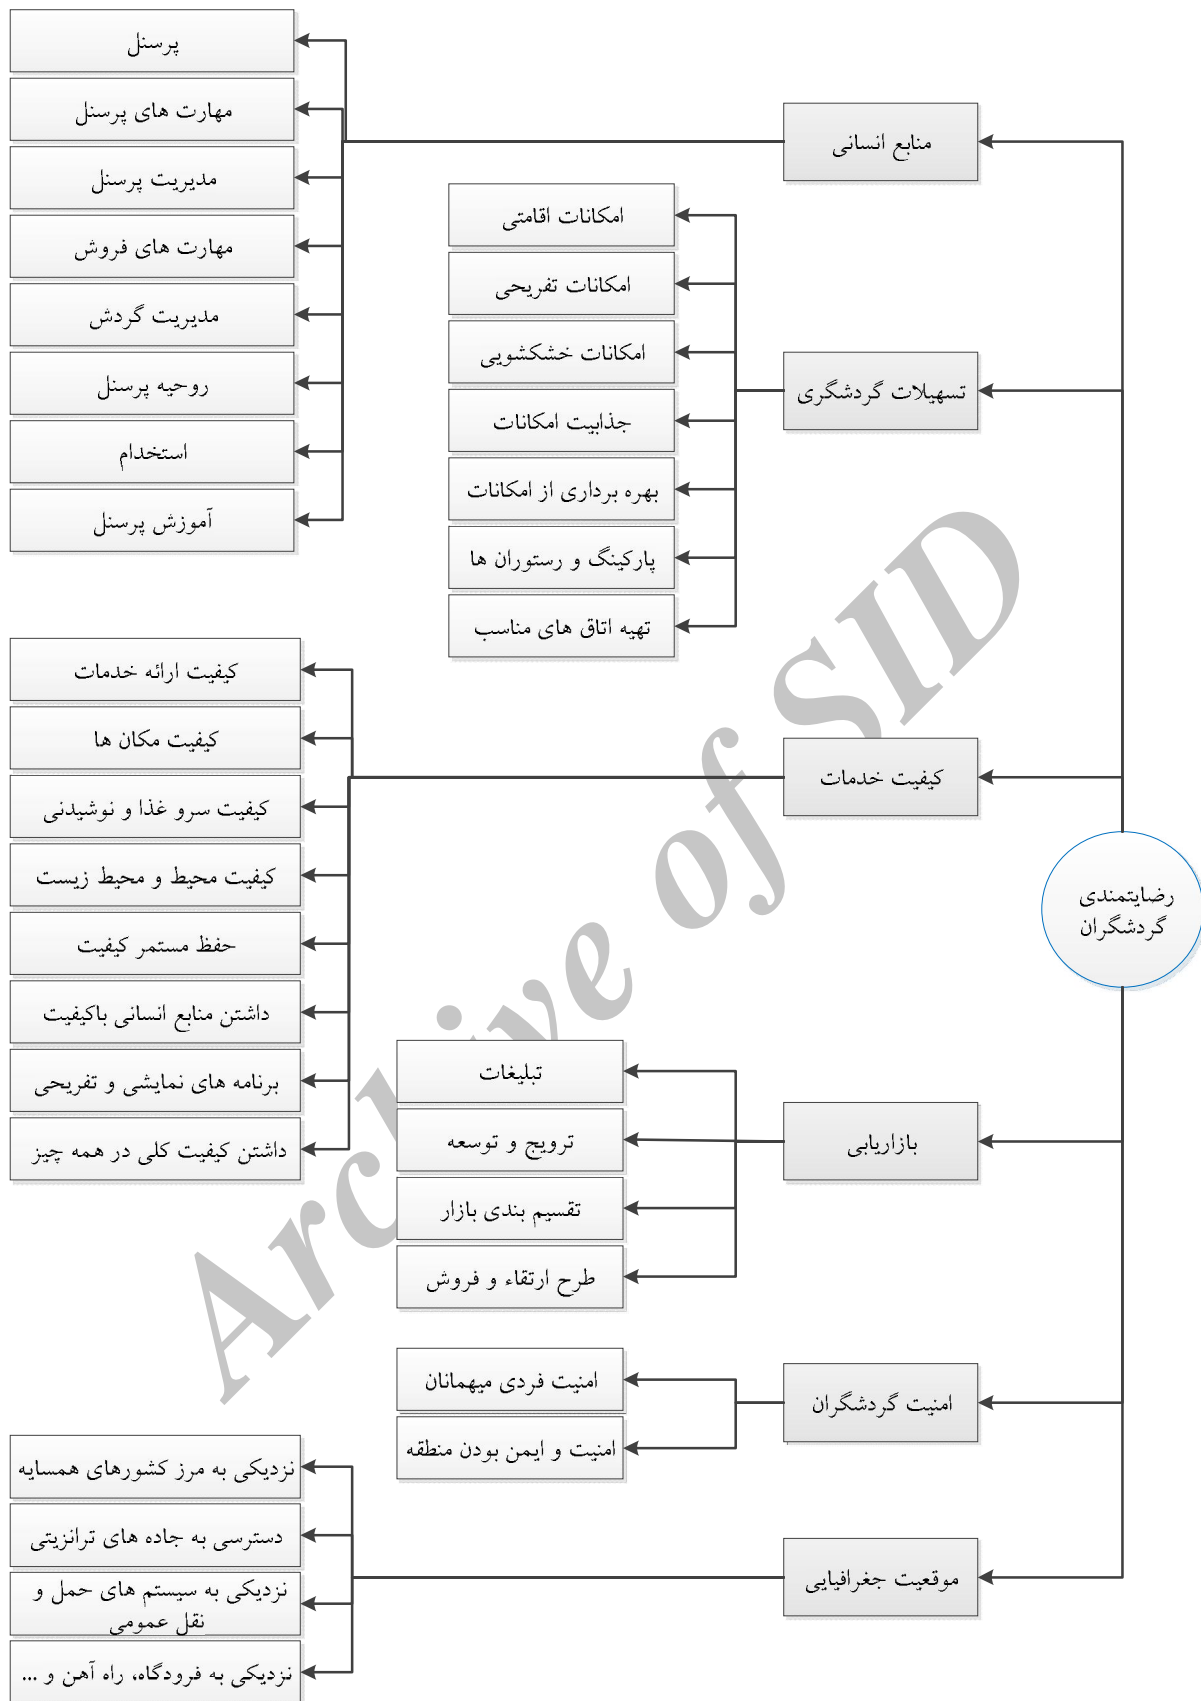 رضایتمندی
گردشگران
منابع انسانی
پرسنل
مهارت های پرسنل
مدیریت پرسنل
مهارت های فروش
مدیریت گردش
روحیه پرسنل
استخدام
آموزش پرسنل
تسهیلات گردشگری
امکانات اقامتی
امکانات تفریحی
امکانات خشکشویی
جذابیت امکانات
بهره برداری از امکانات
پارکینگ و رستوران ها
تهیه اتاق های مناسب
کیفیت خدمات
کیفیت ارائه خدمات
کیفیت مکان ها
کیفیت سرو غذا و نوشیدنی
کیفیت محیط و محیط زیست
حفظ مستمر کیفیت
داشتن منابع انسانی باکیفیت
برنامه های نمایشی و تفریحی
داشتن کیفیت کلی در همه چیز
بازاریابی
تبلیغات
ترویج و توسعه
تقسیم بندی بازار
طرح ارتقاء و فروش
امنیت گردشگران
امنیت فردی میهمانان
امنیت و ایمن بودن منطقه
موقعیت جغرافیایی
نزدیکی به مرز کشورهای همسایه
دسترسی به جاده های ترانزیتی
نزدیکی به سیستم های حمل و
نقل عمومی
نزدیکی به فرودگاه، راه آهن و ...
Archive of SID